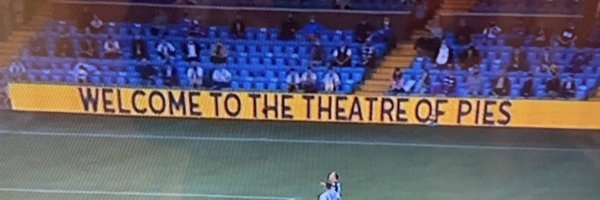 WELCOME TO THE THEATRE OF PIES